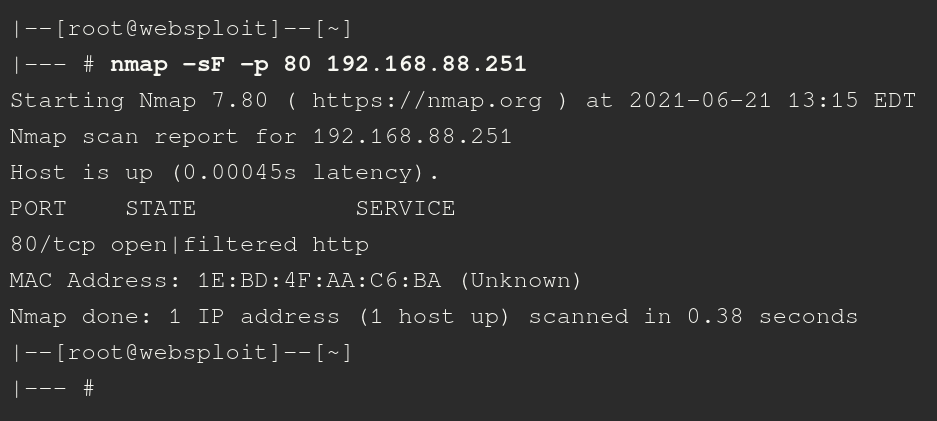 |--[root@websploit]--[~]
|--- # nmap -sF -p 80 192.168.88.251
Starting Nmap 7.80 ( https://nmap.org ) at 2021-06-21 13:15 EDT
Nmap scan report for 192.168.88.251
Host is up (0.00045s latency).
PORT    STATE           SERVICE
80/tcp open|filtered http
MAC Address: 1E:BD:4F:AA:C6:BA (Unknown)
Nmap done: 1 IP address (1 host up) scanned in 0.38 seconds
|--[root@websploit]--[~]
|--- #